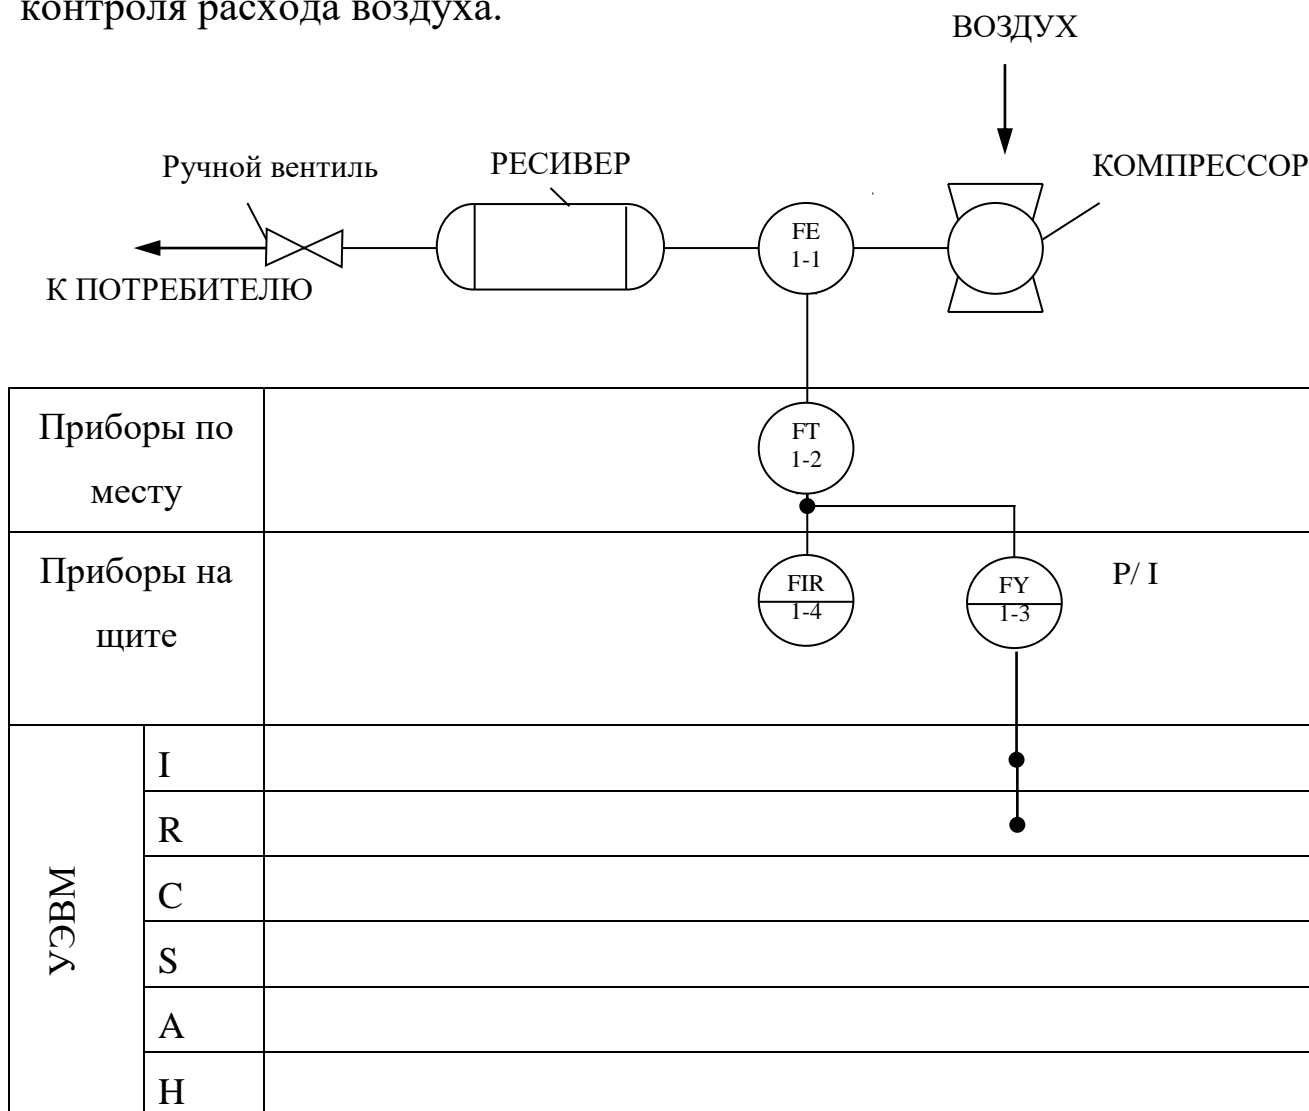 контроля расхода воздуха.
ВОЗДУХ
Ручной вентиль
РЕСИВЕР
КОМПРЕССОР
FE
1-1
К ПОТРЕБИТЕЛЮ
Приборы по
месту
FT
1-2
Приборы на
щите
FIR
1-4
FY
1-3
P/ I
УЭВМ
I
R
C
S
A
H